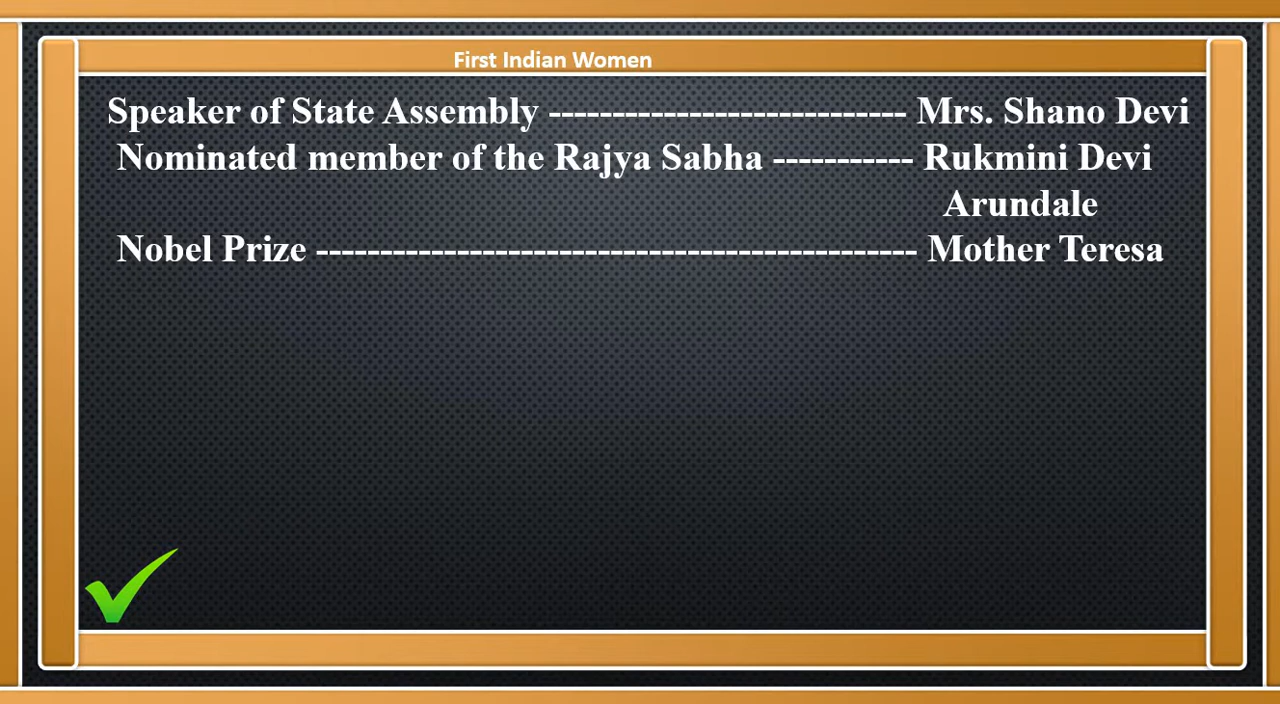 First Indian Women
Speaker of State Assembly ---------------------------- Mrs. Shano Devi
Nominated member of the Rajya Sabha ----------- Rukmini Devi
Arundale
Nobel Prize ----------------------------------------------- Mother Teresa